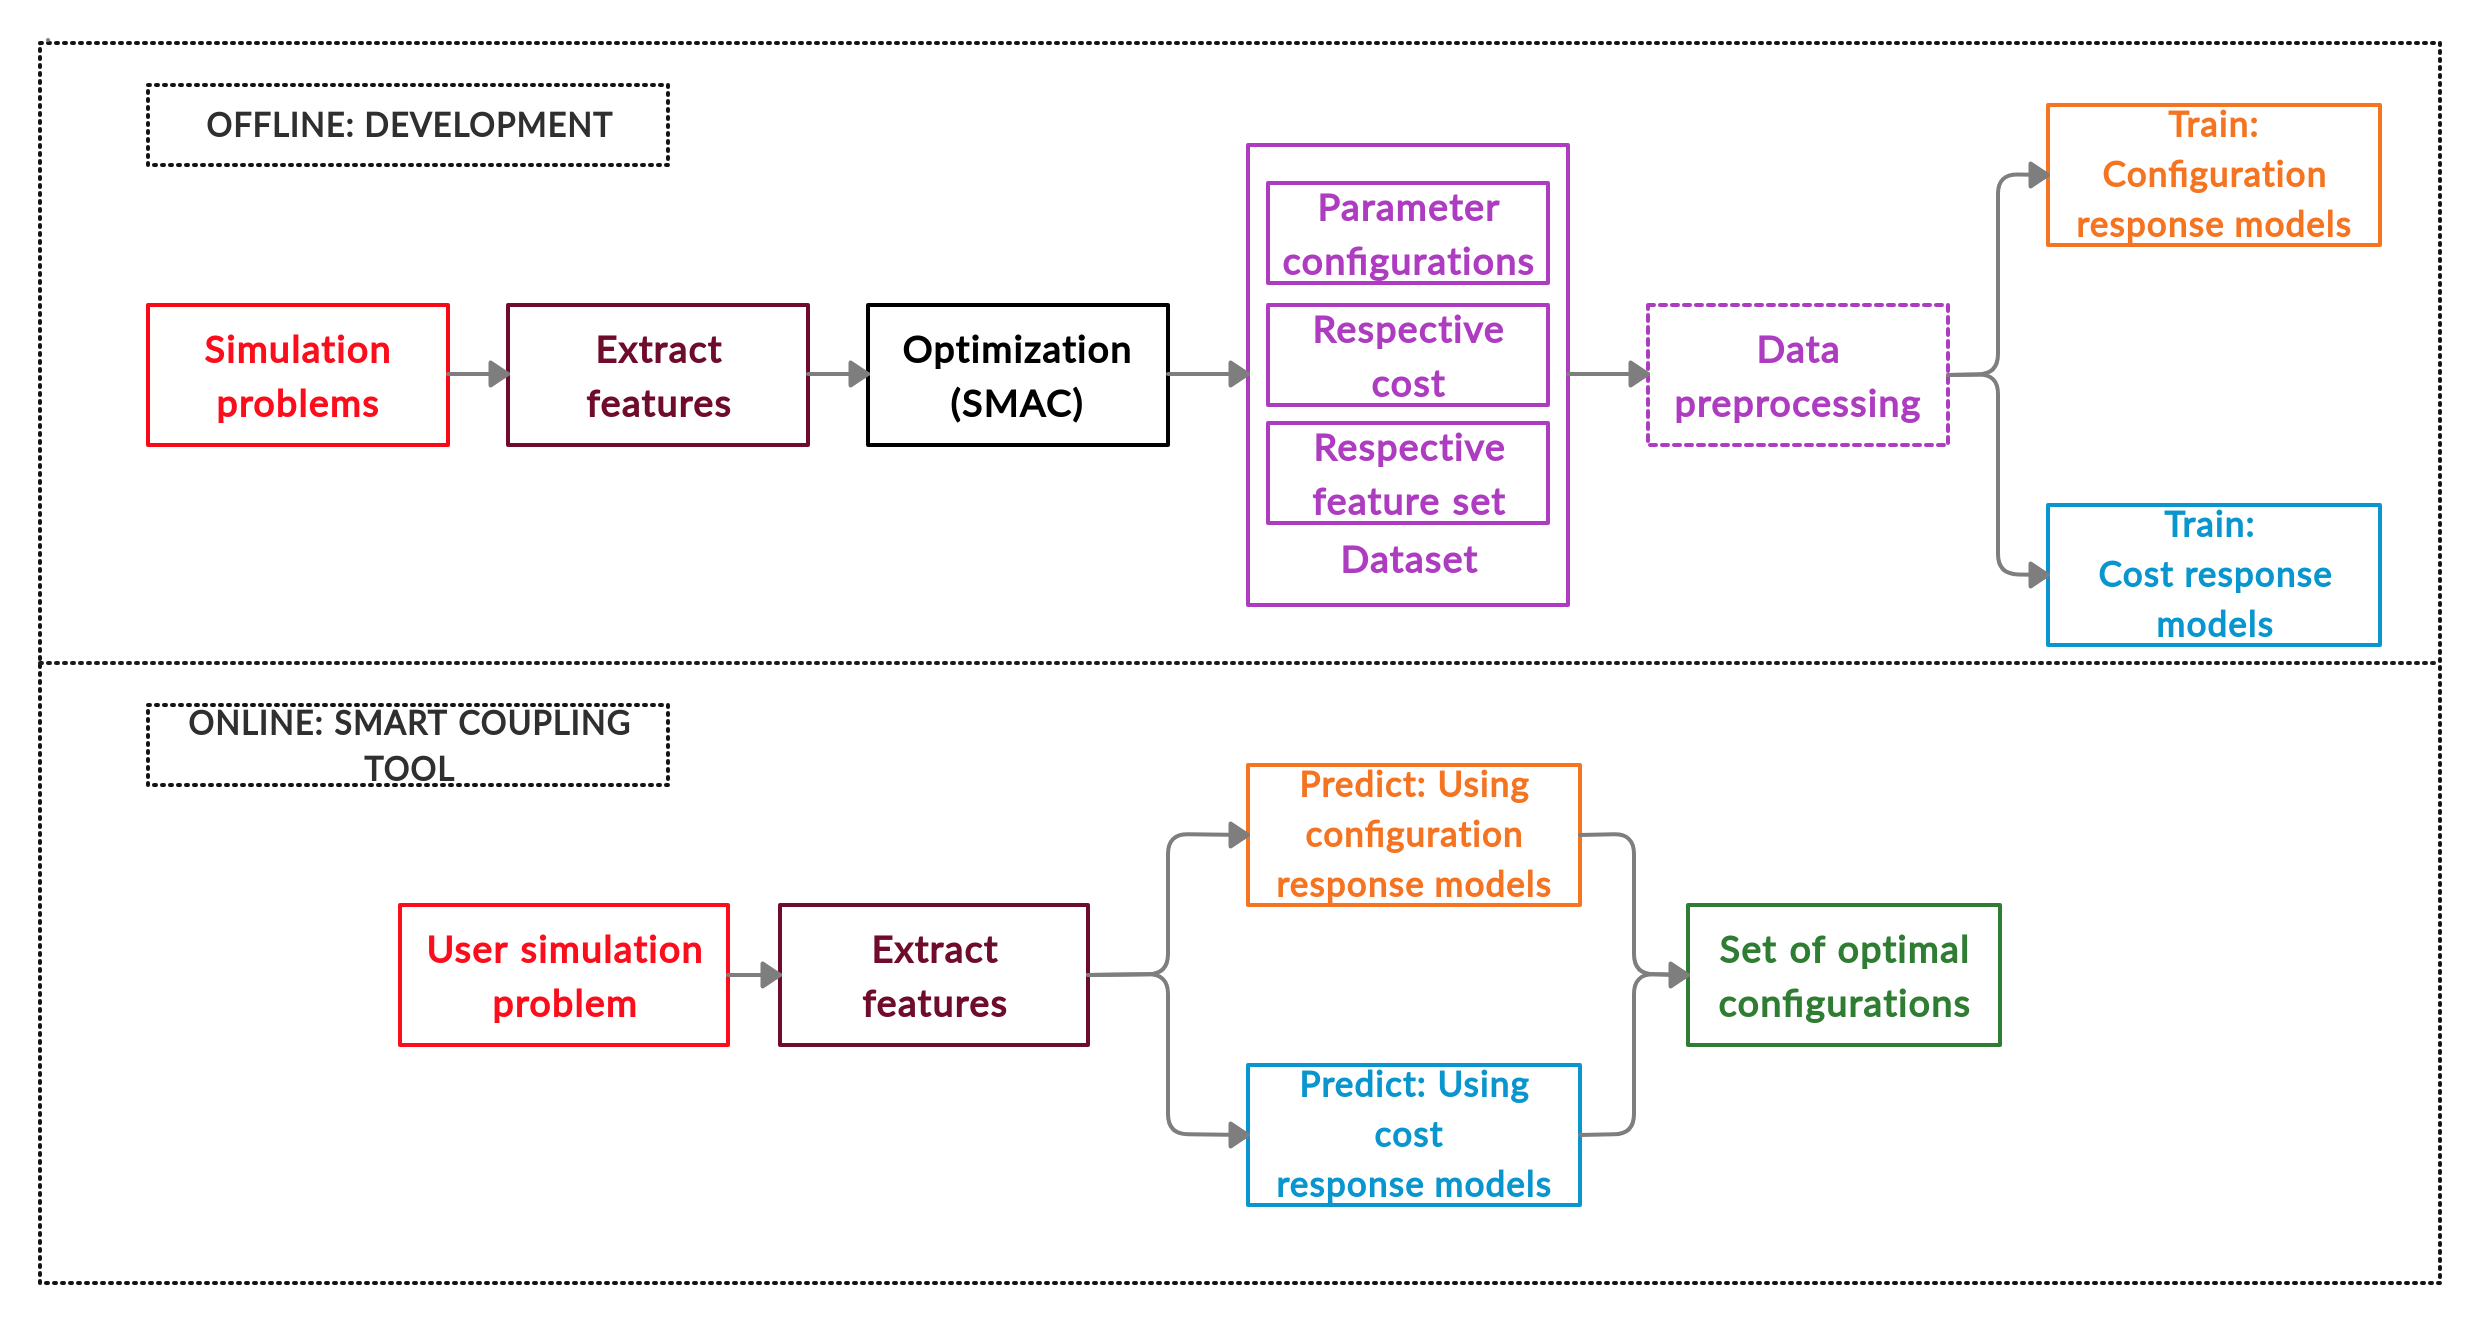 OFFLINE: DEVELOPMENT
Simulation
problems
Extract
features
Optimization
(SMAC)
Parameter
configurations
Respective
cost
Respective
feature set
Dataset
Data
preprocessing
Train:
Configuration
response models
Train:
Cost response
models
ONLINE: SMART COUPLING
TOOL
User simulation
problem
Extract
features
Predict: Using
configuration
response models
Predict: Using
cost
response models
Set of optimal
configurations